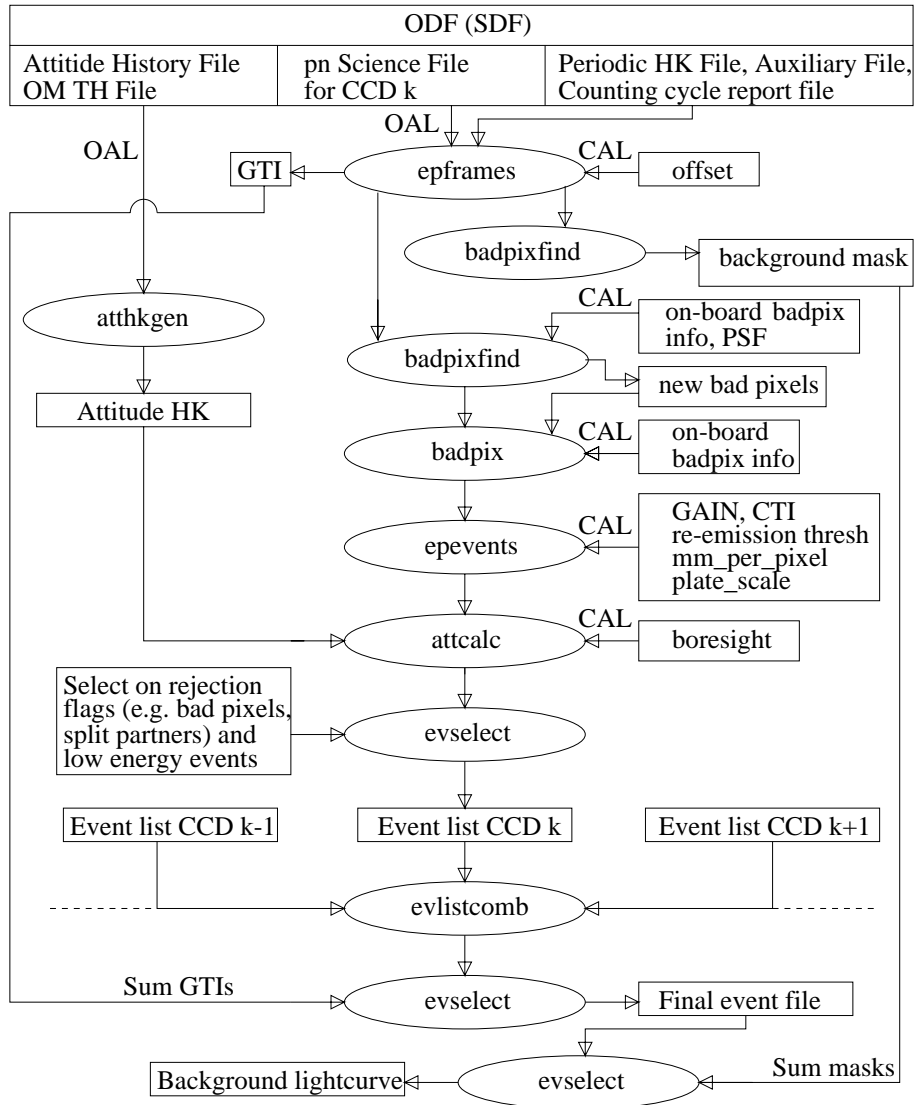 ODF (SDF)
Attitide History File
OM TH File
pn Science File
for CCD k
Periodic HK File, Auxiliary File,
Counting cycle report file
OAL
OAL
GTI
epframes
CAL
offset
badpixfind
background mask
atthkgen
CAL
on-board badpix
info, PSF
badpixfind
new bad pixels
Attitude HK
badpix
CAL
on-board
badpix info
epevents
CAL
GAIN, CTI
re-emission thresh
mm_per_pixel
plate_scale
attcalc
CAL
boresight
Select on rejection
flags (e.g. bad pixels,
split partners) and
low energy events
evselect
Event list CCD k-1
Event list CCD k
Event list CCD k+1
evlistcomb
Sum GTIs
evselect
Final event file
Background lightcurve
evselect
Sum masks